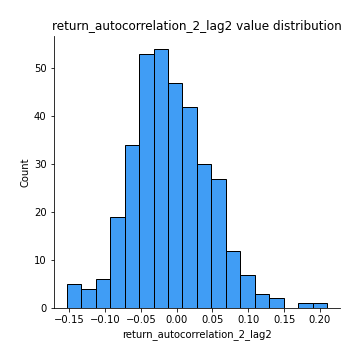 return_autocorrelation_2_lag2 value distribution
50
40
30
20
10
0
Count
−0.15 −0.10 −0.05 0.00 0.05 0.10 0.15 0.20
return_autocorrelation_2_lag2